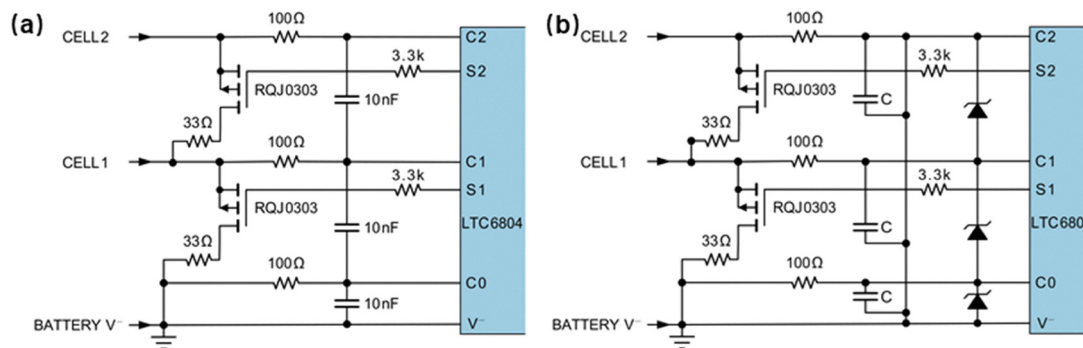 (a)
CELL2
100Ω
C2
3.3k
S2
RQJ0303
10nF
33Ω
CELL1
100Ω
C1
3.3k
S1
RQJ0303
LTC6804
10nF
33Ω
100Ω
C0
10nF
BATTERY V⁻
V⁻
(b)
CELL2
100Ω
C2
3.3k
S2
RQJ0303
C
33Ω
CELL1
100Ω
C1
3.3k
S1
RQJ0303
LTC680
C
33Ω
100Ω
C0
C
BATTERY V⁻
V⁻